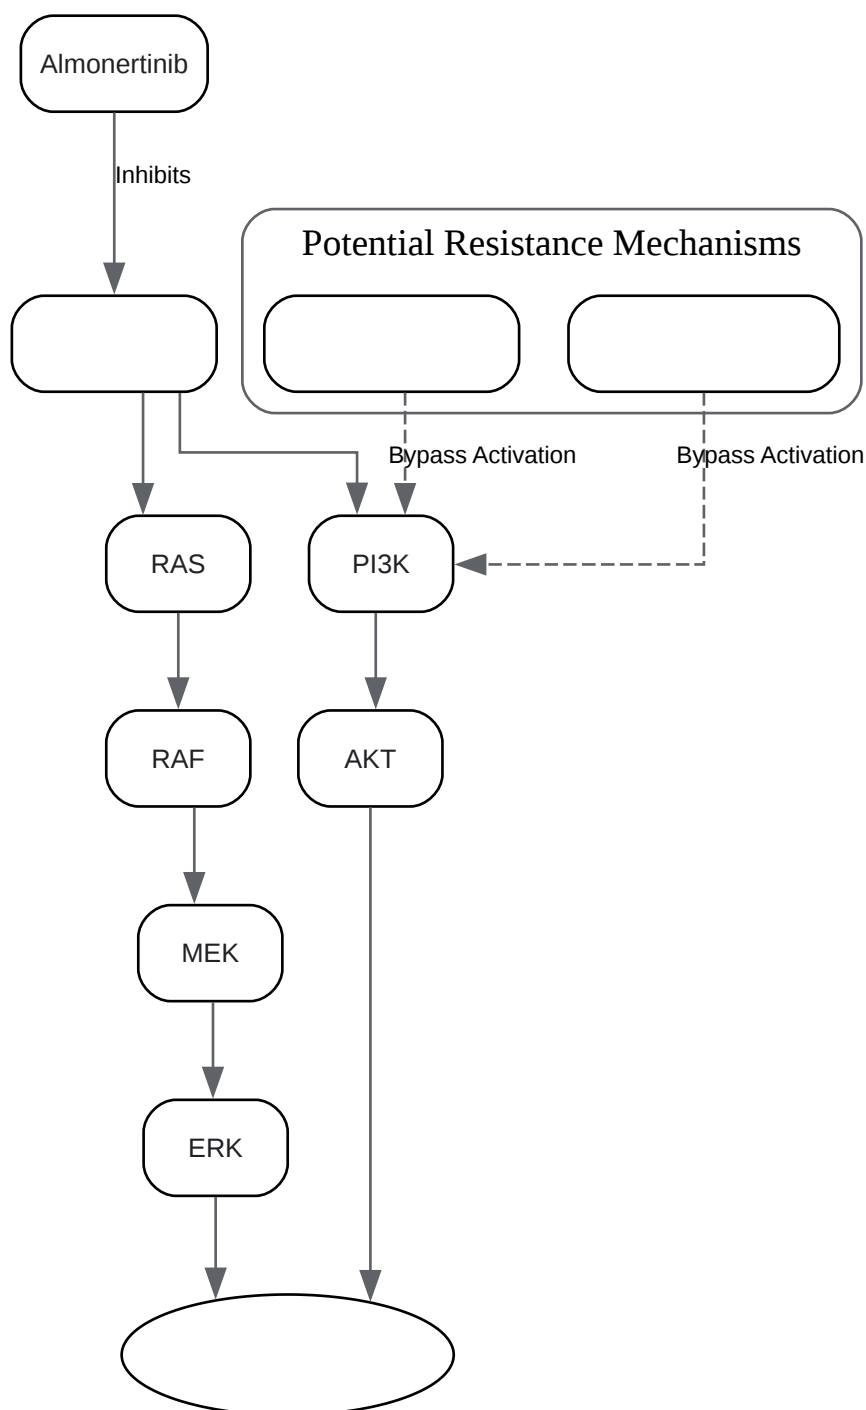 Almonertinib
Inhibits
Potential Resistance Mechanisms
Bypass Activation
Bypass Activation
RAS
PI3K
RAF
AKT
MEK
ERK